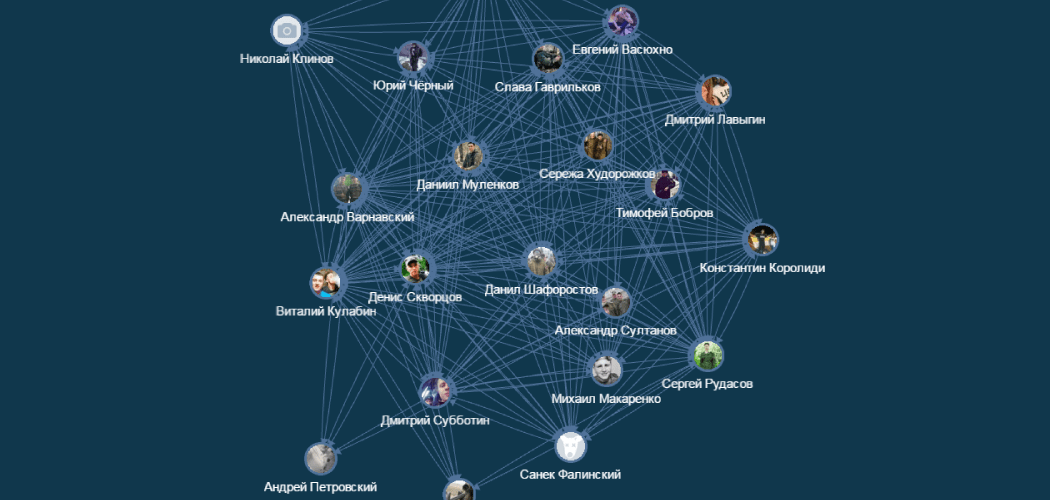 Николай Клинов
Евгений Васюхно
Юрий Чёрный
Слава Гаврильков
Дмитрий Лавыгин
Сережа Худорожков
Даниил Муленков
Тимофей Бобров
Александр Варнавский
Константин Королиди
Данил Шафоростов
Денис Скворцов
Виталий Кулабин
Александр Султанов
Сергей Рудасов
Михаил Макаренко
Дмитрий Субботин
Санек Фалинский
Андрей Петровский